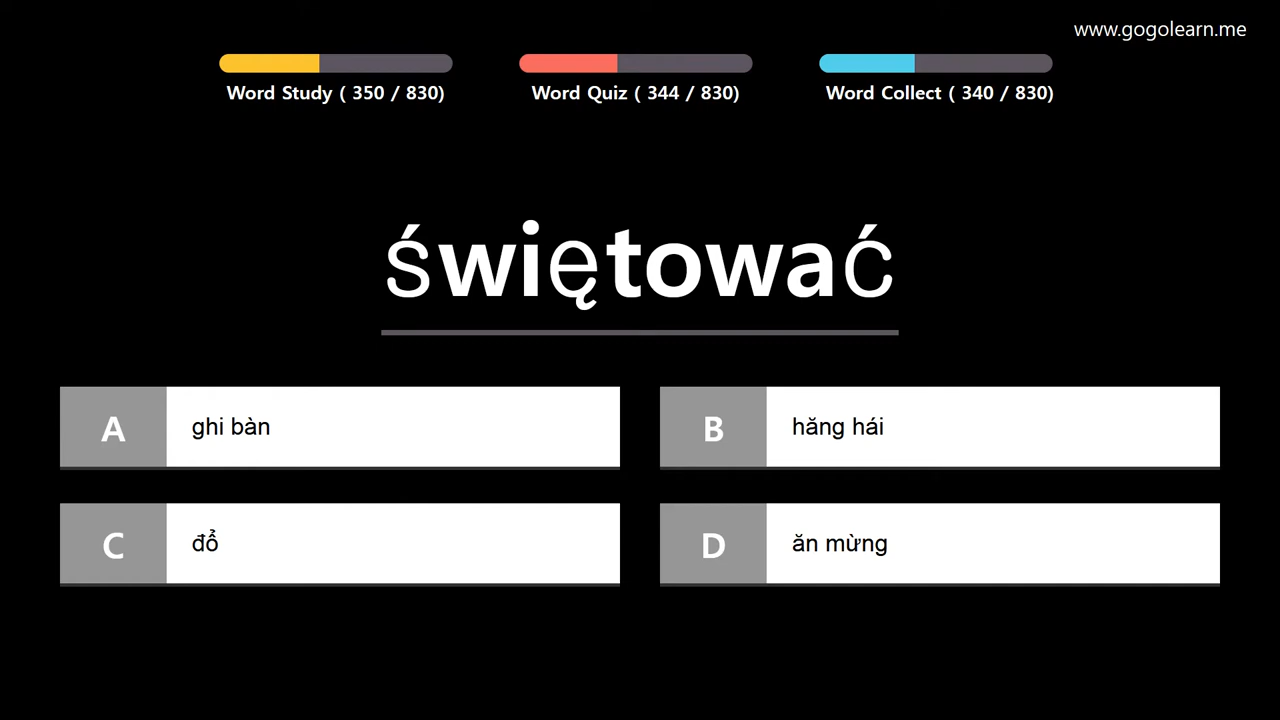 www.gogolearn.me
Word Study ( 350 / 830)
Word Quiz ( 344 / 830)
Word Collect ( 340 / 830)
świętować
A
ghi bàn
B
hăng hái
C
đổ
D
ăn mừng